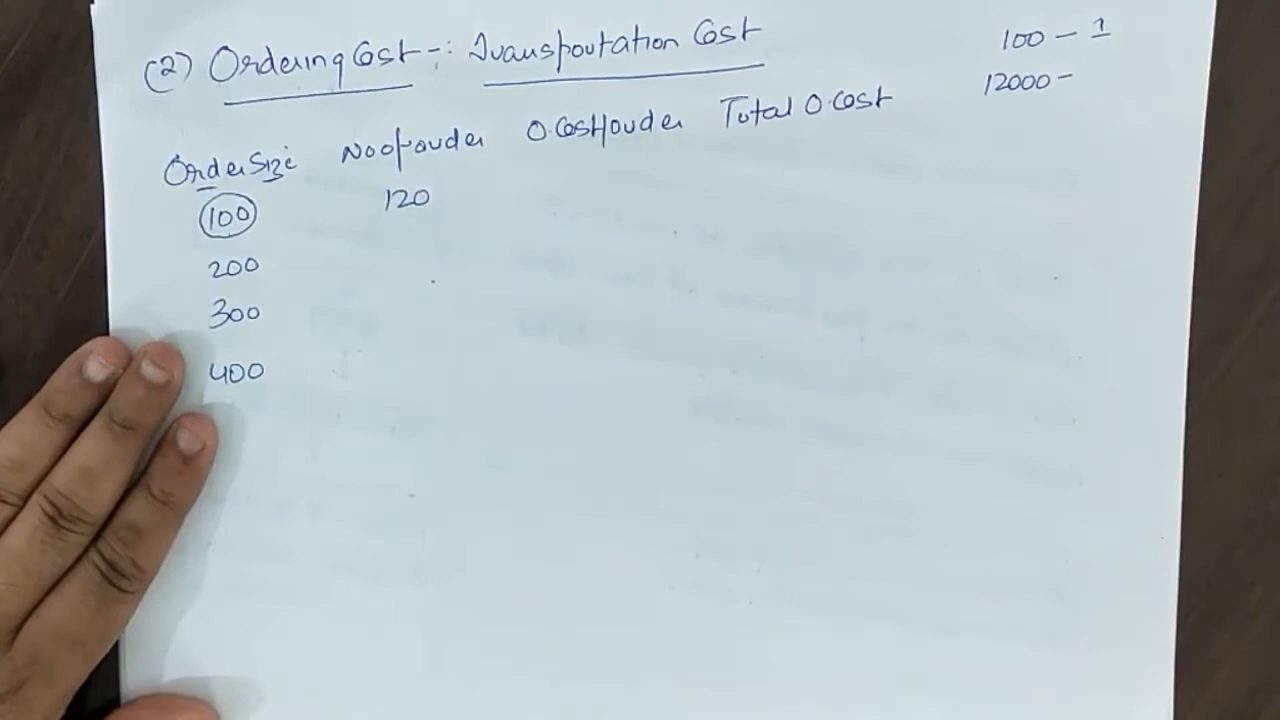 (2) Ordering Cost -: Transportation Cost
100 - 1
12000 -
Order Size No of order O.Cost/order Total O.Cost
100 120
200
300
400